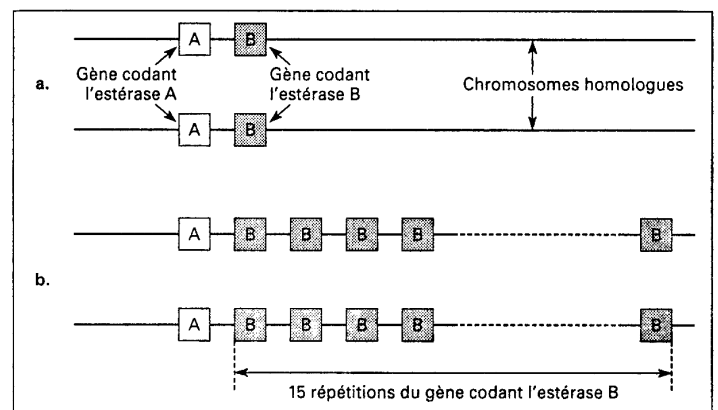 A B
Gène codant
l'estérase A
Gène codant
l'estérase B
Chromosomes homologues
a.
A B
A B B B B B
b.
A B B B B B
15 répétitions du gène codant l'estérase B